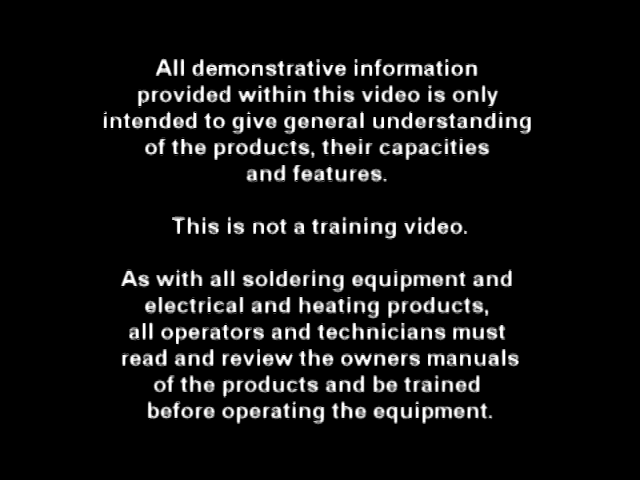 All demonstrative information
provided within this video is only
intended to give general understanding
of the products, their capacities
and features.
This is not a training video.
As with all soldering equipment and
electrical and heating products,
all operators and technicians must
read and review the owners manuals
of the products and be trained
before operating the equipment.